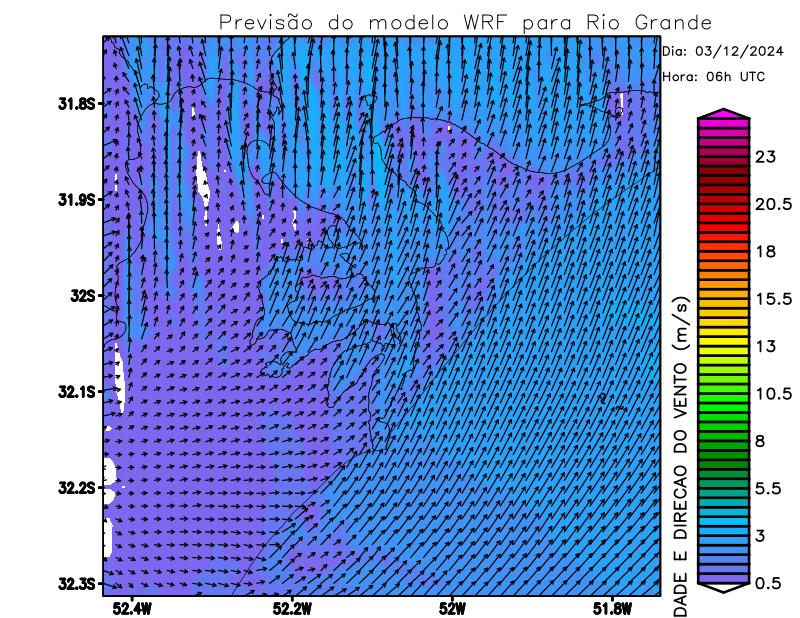 Previsão do modelo WRF para Rio Grande
Dia: 03/12/2024
Hora: 06h UTC
31.8S
31.9S
32S
32.1S
32.2S
32.3S
52.4W
52.2W
52W
51.8W
23
20.5
18
15.5
13
10.5
8
5.5
3
0.5
DADE E DIRECAO DO VENTO (m/s)